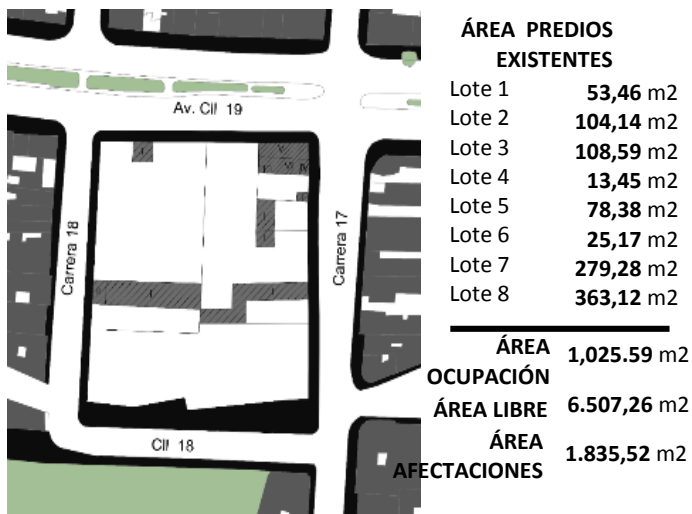 Av. Cll 19
Carrera 18
Carrera 17
Cll 18
ÁREA PREDIOS
EXISTENTES
Lote 1 53,46 m2
Lote 2 104,14 m2
Lote 3 108,59 m2
Lote 4 13,45 m2
Lote 5 78,38 m2
Lote 6 25,17 m2
Lote 7 279,28 m2
Lote 8 363,12 m2
ÁREA
OCUPACIÓN 1,025.59 m2
ÁREA LIBRE 6.507,26 m2
ÁREA
AFECTACIONES 1.835,52 m2